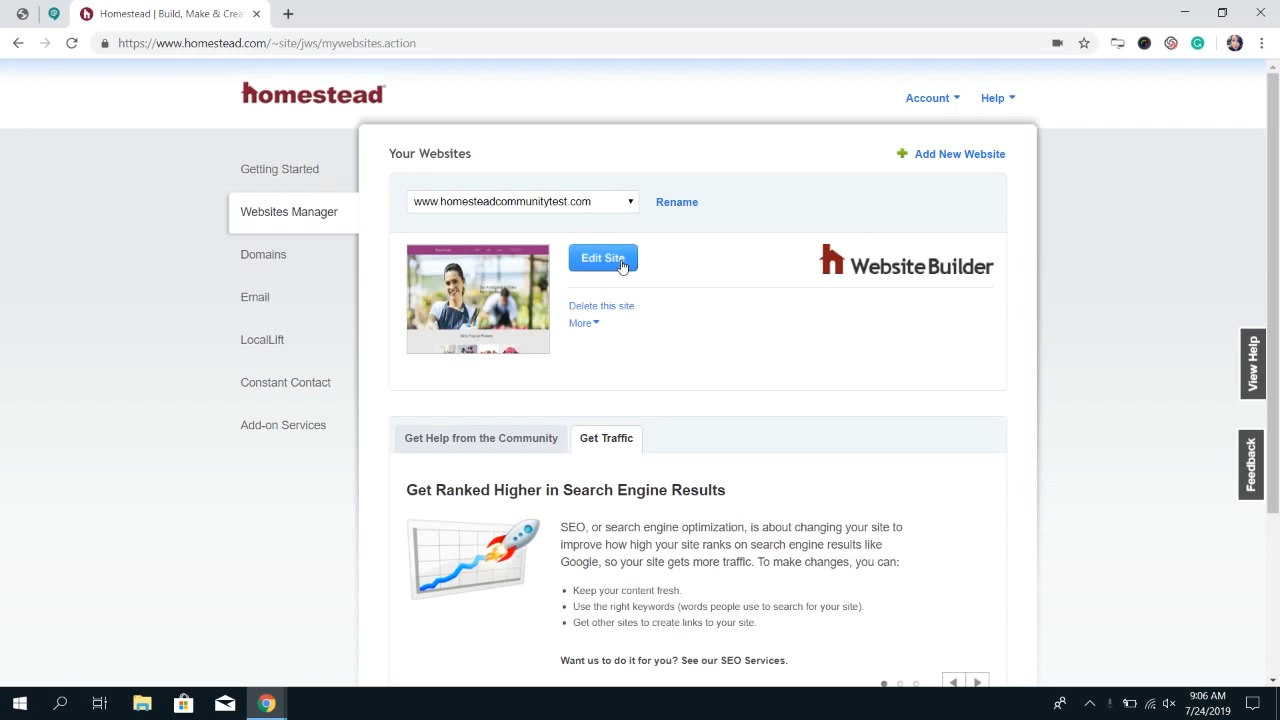 Homestead | Build, Make & Crea
https://www.homestead.com/~site/jws/mywebsites.action
homestead
Account
Help
Getting Started
Websites Manager
Domains
Email
LocalLift
Constant Contact
Add-on Services
Your Websites
Add New Website
www.homesteadcommunitytest.com
Rename
Edit Site
WebsiteBuilder
Delete this site
More
View Help
Feedback
Get Help from the Community
Get Traffic
Get Ranked Higher in Search Engine Results
SEO, or search engine optimization, is about changing your site to
improve how high your site ranks on search engine results like
Google, so your site gets more traffic. To make changes, you can:
Keep your content fresh.
Use the right keywords (words people use to search for your site).
Get other sites to create links to your site.
Want us to do it for you? See our SEO Services.
9:06 AM
7/24/2019